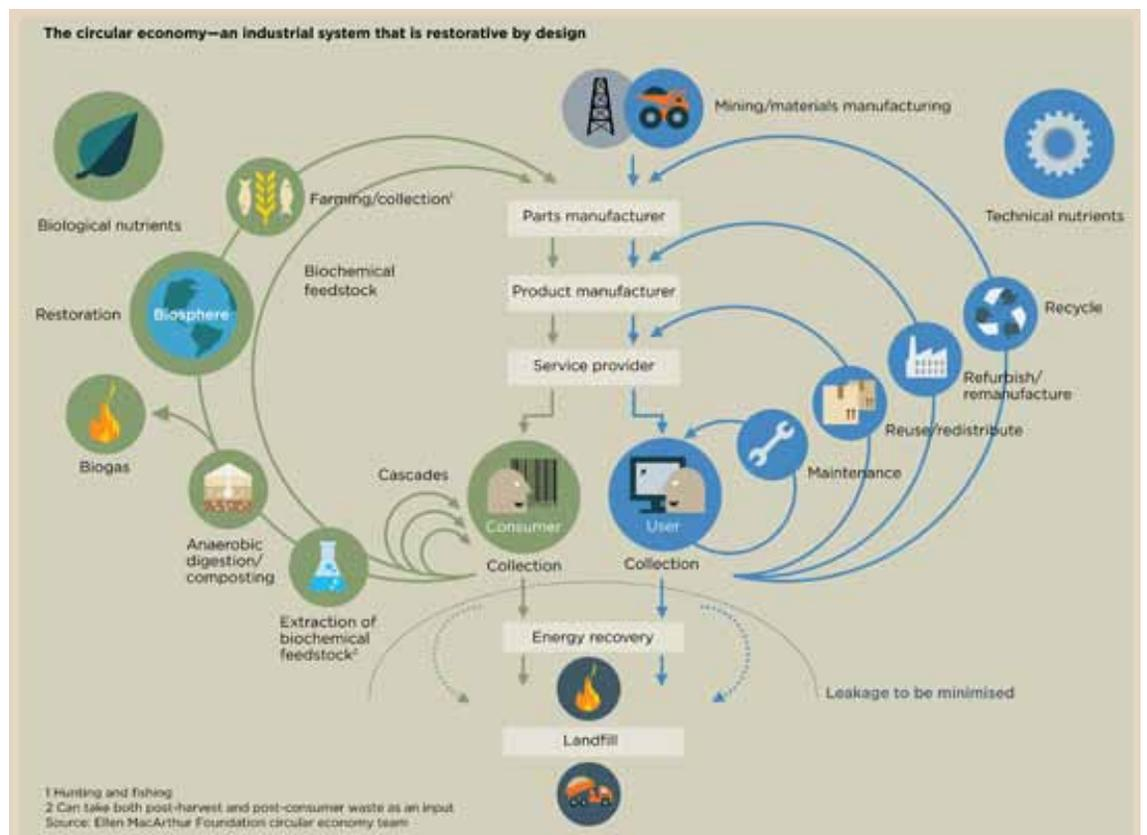 The circular economy—an industrial system that is restorative by design
Mining/materials manufacturing
Biological nutrients
Farming/collection¹
Parts manufacturer
Technical nutrients
Biochemical
feedstock
Product manufacturer
Restoration
Biosphere
Recycle
Service provider
Refurbish/
remanufacture
Reuse/redistribute
Biogas
Cascades
Maintenance
Consumer
User
Anaerobic
digestion/
composting
Collection
Collection
Extraction of
biochemical
feedstock²
Energy recovery
Leakage to be minimised
Landfill
1 Hunting and fishing
2 Can take both post-harvest and post-consumer waste as an input
Source: Ellen MacArthur Foundation circular economy team